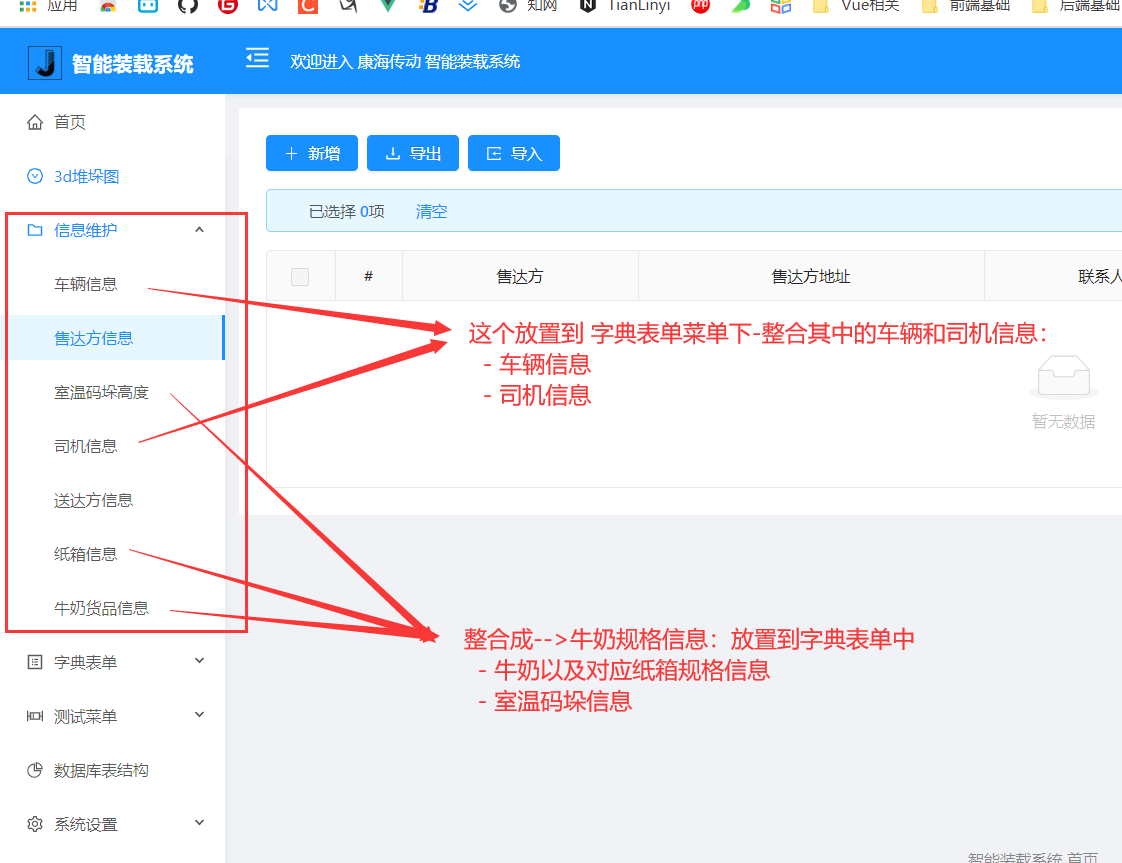 应用
知网
N
TianLinyi
php
Vue相关
前端基础
后端基础
智能装载系统
欢迎进入 康海传动 智能装载系统
首页
3d堆垛图
信息维护
车辆信息
售达方信息
室温码垛高度
司机信息
送达方信息
纸箱信息
牛奶货品信息
字典表单
测试菜单
数据库表结构
系统设置
新增
导出
导入
已选择 0项 清空
# 售达方 售达方地址 联系人
这个放置到 字典表单菜单下-整合其中的车辆和司机信息：
- 车辆信息
- 司机信息
暂无数据
整合成-->牛奶规格信息：放置到字典表单中
- 牛奶以及对应纸箱规格信息
- 室温码垛信息
智能装载系统 首页